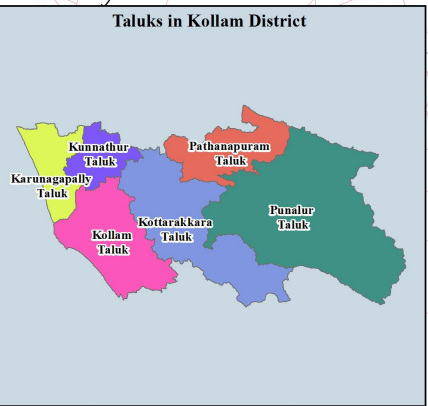 Taluks in Kollam District
Kunnathur
Taluk
Pathanapuram
Taluk
Karunagapally
Taluk
Kottarakkara
Taluk
Punalur
Taluk
Kollam
Taluk